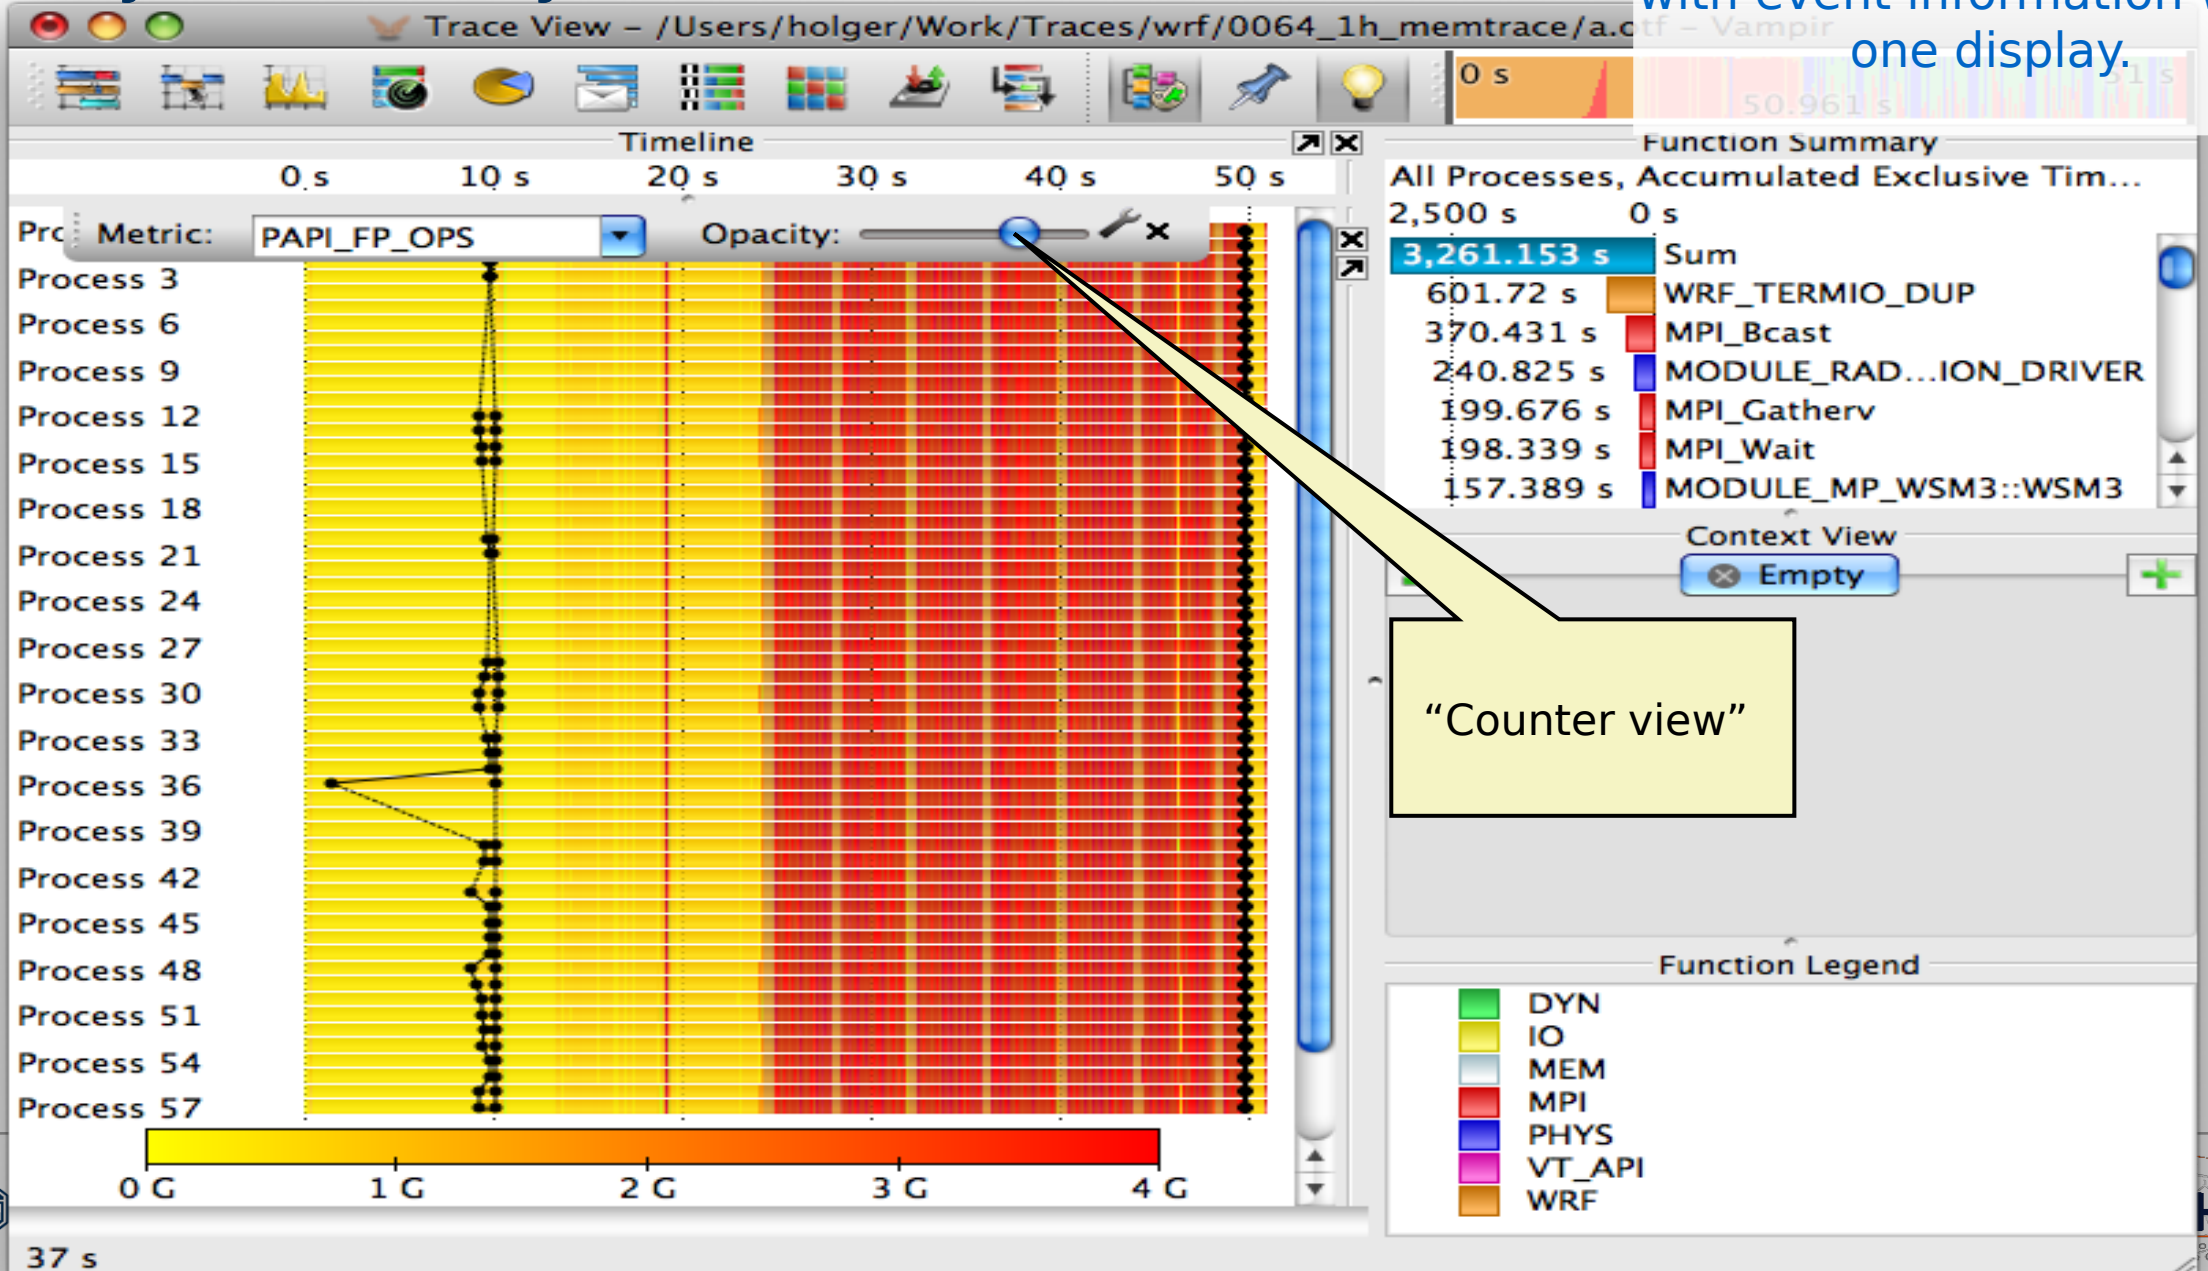 with event information
one display.
Trace View – /Users/holger/Work/Traces/wrf/0064_1h_memtrace/a.otf – Vampir
0 s
51 s
50.961 s
Timeline
0 s 10 s 20 s 30 s 40 s 50 s
Metric: PAPI_FP_OPS Opacity:
Process 3
Process 6
Process 9
Process 12
Process 15
Process 18
Process 21
Process 24
Process 27
Process 30
Process 33
Process 36
Process 39
Process 42
Process 45
Process 48
Process 51
Process 54
Process 57
0 G 1 G 2 G 3 G 4 G
37 s
Function Summary
All Processes, Accumulated Exclusive Tim...
2,500 s 0 s
3,261.153 s Sum
601.72 s WRF_TERMIO_DUP
370.431 s MPI_Bcast
240.825 s MODULE_RAD...ION_DRIVER
199.676 s MPI_Gatherv
198.339 s MPI_Wait
157.389 s MODULE_MP_WSM3::WSM3
Context View
Empty
“Counter view”
Function Legend
DYN
IO
MEM
MPI
PHYS
VT_API
WRF